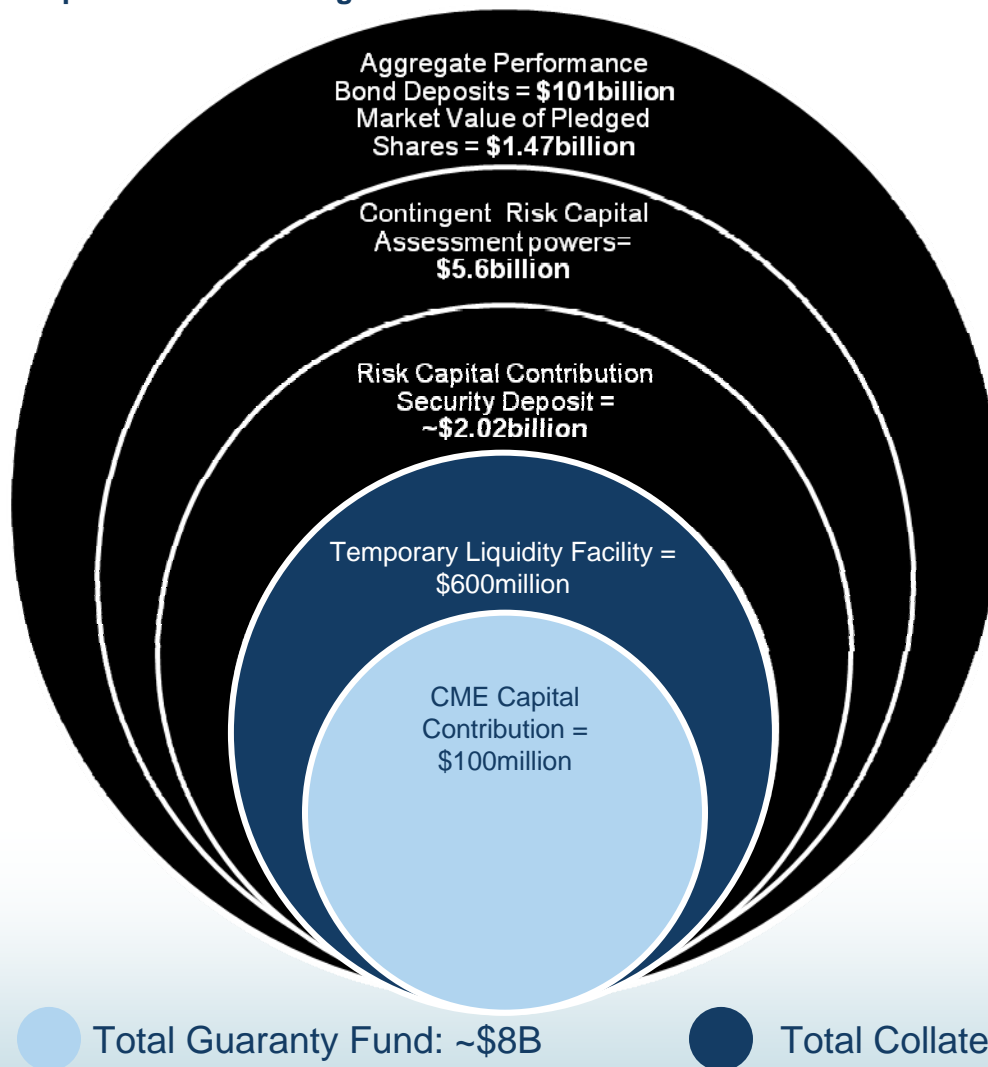 Aggregate Performance
Bond Deposits = $101billion
Market Value of Pledged
Shares = $1.47billion
Contingent Risk Capital
Assessment powers=
$5.6billion
Risk Capital Contribution
Security Deposit =
~$2.02billion
Temporary Liquidity Facility =
$600million
CME Capital
Contribution =
$100million
Total Guaranty Fund: ~$8B
Total Collate